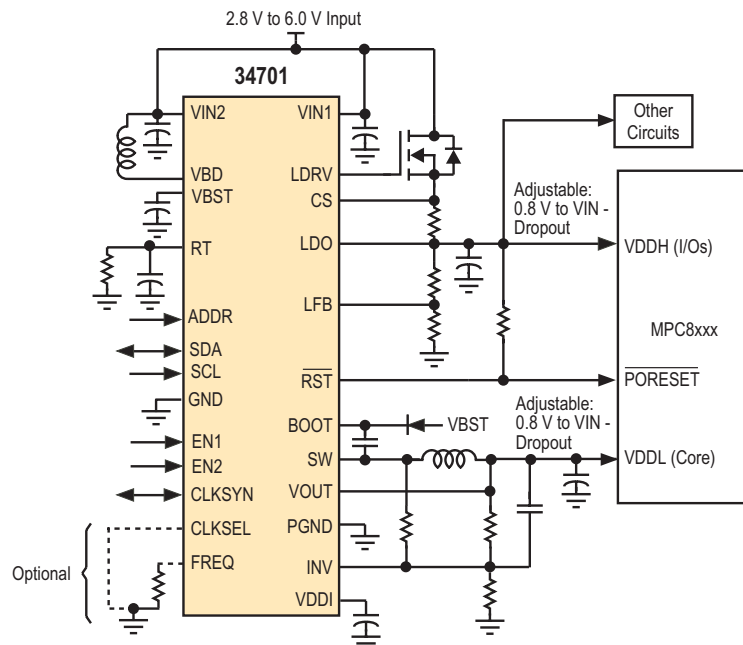 2.8 V to 6.0 V Input
34701
VIN2
VIN1
Other
Circuits
VBD
LDRV
VBST
CS
Adjustable:
0.8 V to VIN -
Dropout
RT
LDO
VDDH (I/Os)
LFB
ADDR
MPC8xxx
SDA
SCL
RST
PORESET
GND
BOOT
VBST
Adjustable:
0.8 V to VIN -
Dropout
EN1
EN2
SW
VDDL (Core)
CLKSYN
VOUT
CLKSEL
PGND
Optional
FREQ
INV
VDDI